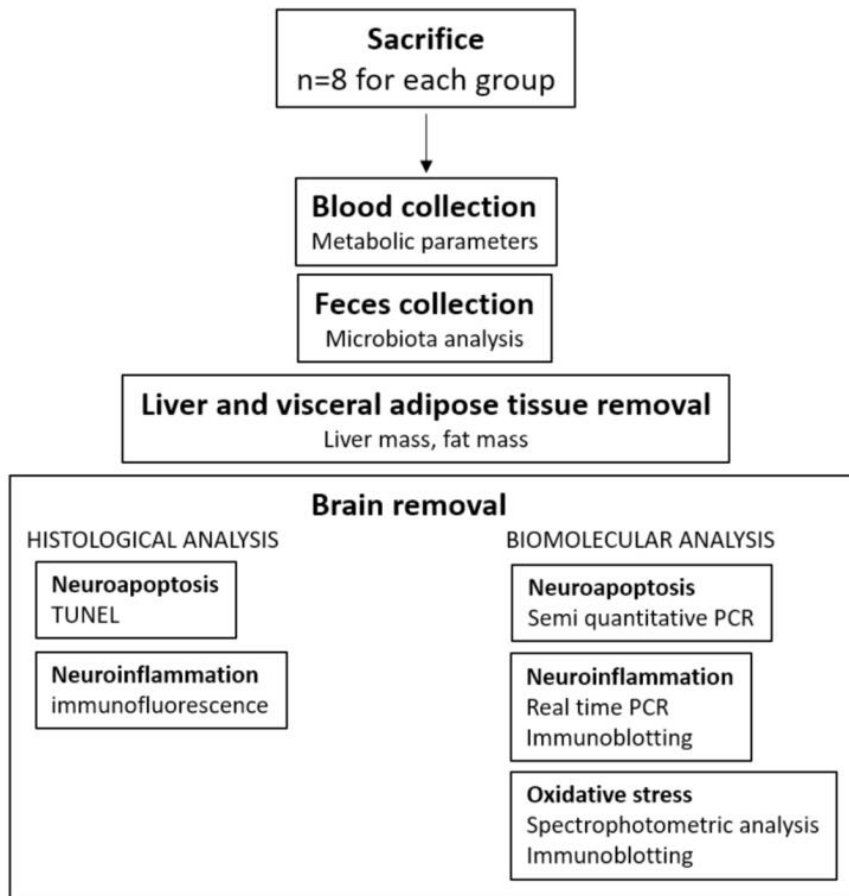 Sacrifice
n=8 for each group
Blood collection
Metabolic parameters
Feces collection
Microbiota analysis
Liver and visceral adipose tissue removal
Liver mass, fat mass
Brain removal
HISTOLOGICAL ANALYSIS
Neuroapoptosis
TUNEL
Neuroinflammation
immunofluorescence
BIOMOLECULAR ANALYSIS
Neuroapoptosis
Semi quantitative PCR
Neuroinflammation
Real time PCR
Immunoblotting
Oxidative stress
Spectrophotometric analysis
Immunoblotting